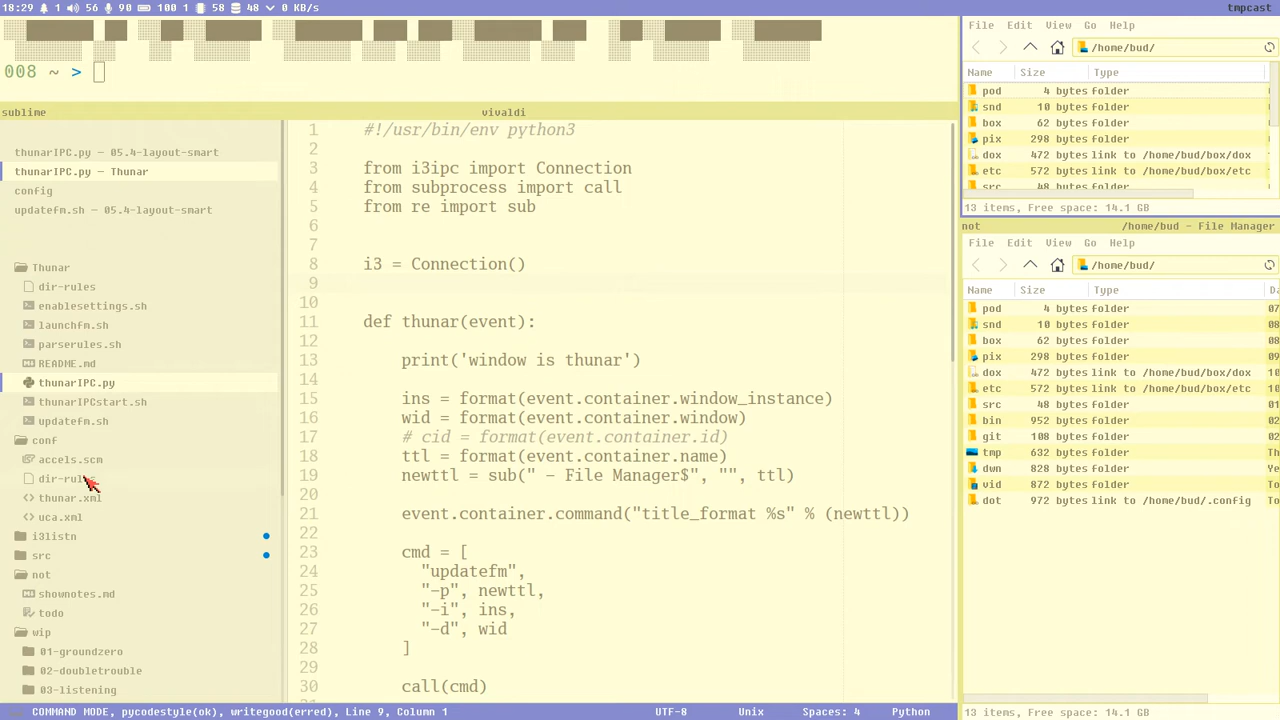 18:29 1 56 90 100 1 58 48 0 KB/s tmpcast
008 ~ >
sublime vivaldi
thunarIPC.py — 05.4-layout-smart
thunarIPC.py — Thunar
config
updatefm.sh — 05.4-layout-smart
Thunar
dir-rules
enablesettings.sh
launchfm.sh
parserules.sh
README.md
thunarIPC.py
thunarIPCstart.sh
updatefm.sh
conf
accels.scm
thunar.xml
uca.xml
i3listn
src
not
shownotes.md
todo
wip
01-groundzero
02-doubletrouble
03-listening
1 #!/usr/bin/env python3
2
3 from i3ipc import Connection
4 from subprocess import call
5 from re import sub
6
7
8 i3 = Connection()
9
10
11 def thunar(event):
12
13 print('window is thunar')
14
15 ins = format(event.container.window_instance)
16 wid = format(event.container.window)
17 # cid = format(event.container.id)
18 ttl = format(event.container.name)
19 newttl = sub(" - File Manager$", "", ttl)
20
21 event.container.command("title_format %s" % (newttl))
22
23 cmd = [
24 "updatefm",
25 "-p", newttl,
26 "-i", ins,
27 "-d", wid
28 ]
29
30 call(cmd)
File Edit View Go Help
/home/bud/
Name Size Type
pod 4 bytes folder
snd 10 bytes folder
box 62 bytes folder
pix 298 bytes folder
dox 472 bytes link to /home/bud/box/dox
etc 572 bytes link to /home/bud/box/etc
src 48 bytes folder
13 items, Free space: 14.1 GB
not /home/bud - File Manager
File Edit View Go Help
/home/bud/
Name Size Type Da
pod 4 bytes folder 07
snd 10 bytes folder 08
box 62 bytes folder 08
pix 298 bytes folder 09
dox 472 bytes link to /home/bud/box/dox 10
etc 572 bytes link to /home/bud/box/etc 10
src 48 bytes folder 01
bin 952 bytes folder 10
git 108 bytes folder 10
tmp 632 bytes folder Th
dwn 828 bytes folder Ye
vid 872 bytes folder To
dot 972 bytes link to /home/bud/.config To
13 items, Free space: 14.1 GB
COMMAND MODE, pycodestyle(ok), writegood(erred), Line 9, Column 1 UTF-8 Unix Spaces: 4 Python